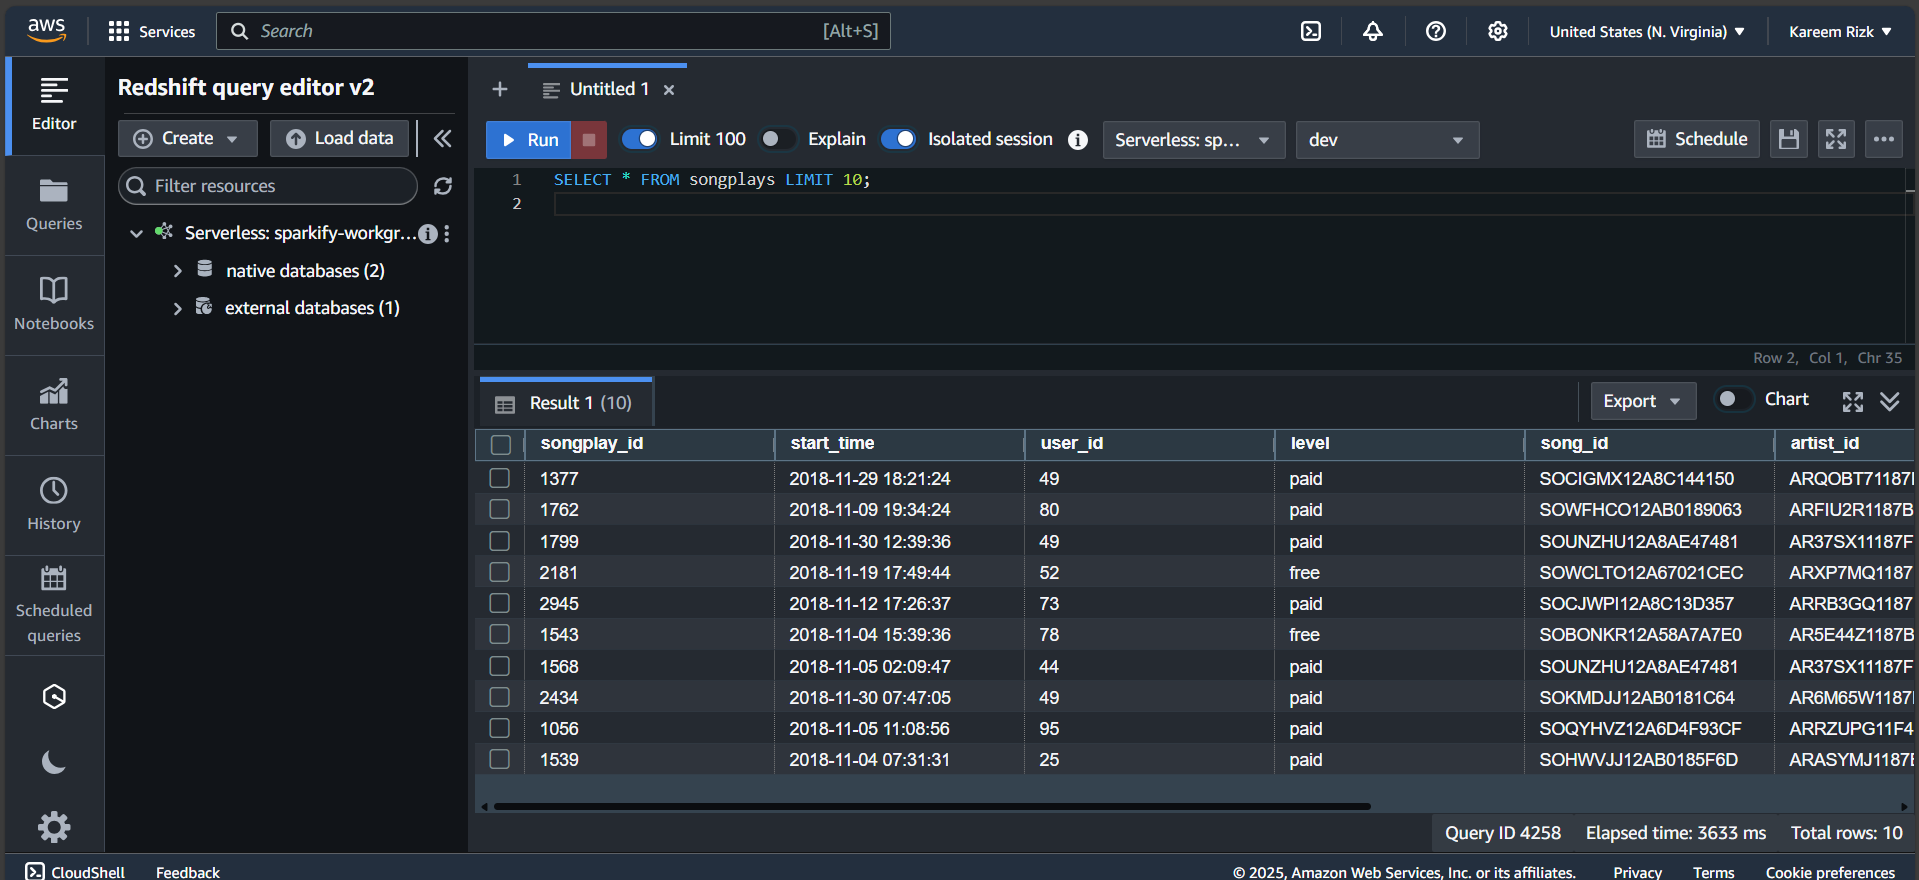 aws Services Search [Alt+S] United States (N. Virginia) Kareem Rizk
Editor
Queries
Notebooks
Charts
History
Scheduled
queries
Redshift query editor v2
Create Load data
Filter resources
Serverless: sparkify-workgr...
native databases (2)
external databases (1)
+ Untitled 1 ×
Run Limit 100 Explain Isolated session Serverless: sp... dev Schedule
1 SELECT * FROM songplays LIMIT 10;
2
Row 2, Col 1, Chr 35
Result 1 (10) Export Chart
songplay_id start_time user_id level song_id artist_id
1377 2018-11-29 18:21:24 49 paid SOCIGMX12A8C144150 ARQOBT71187
1762 2018-11-09 19:34:24 80 paid SOWFHCO12AB0189063 ARFIU2R1187B
1799 2018-11-30 12:39:36 49 paid SOUNZHU12A8AE47481 AR37SX11187F
2181 2018-11-19 17:49:44 52 free SOWCLTO12A67021CEC ARXP7MQ1187
2945 2018-11-12 17:26:37 73 paid SOCJWPI12A8C13D357 ARRB3GQ1187
1543 2018-11-04 15:39:36 78 free SOBONKR12A58A7A7E0 AR5E44Z1187B
1568 2018-11-05 02:09:47 44 paid SOUNZHU12A8AE47481 AR37SX11187F
2434 2018-11-30 07:47:05 49 paid SOKMDJJ12AB0181C64 AR6M65W1187
1056 2018-11-05 11:08:56 95 paid SOQYHVZ12A6D4F93CF ARRZUPG11F4
1539 2018-11-04 07:31:31 25 paid SOHWVJJ12AB0185F6D ARASYMJ1187
Query ID 4258 Elapsed time: 3633 ms Total rows: 10
CloudShell Feedback © 2025, Amazon Web Services, Inc. or its affiliates. Privacy Terms Cookie preferences